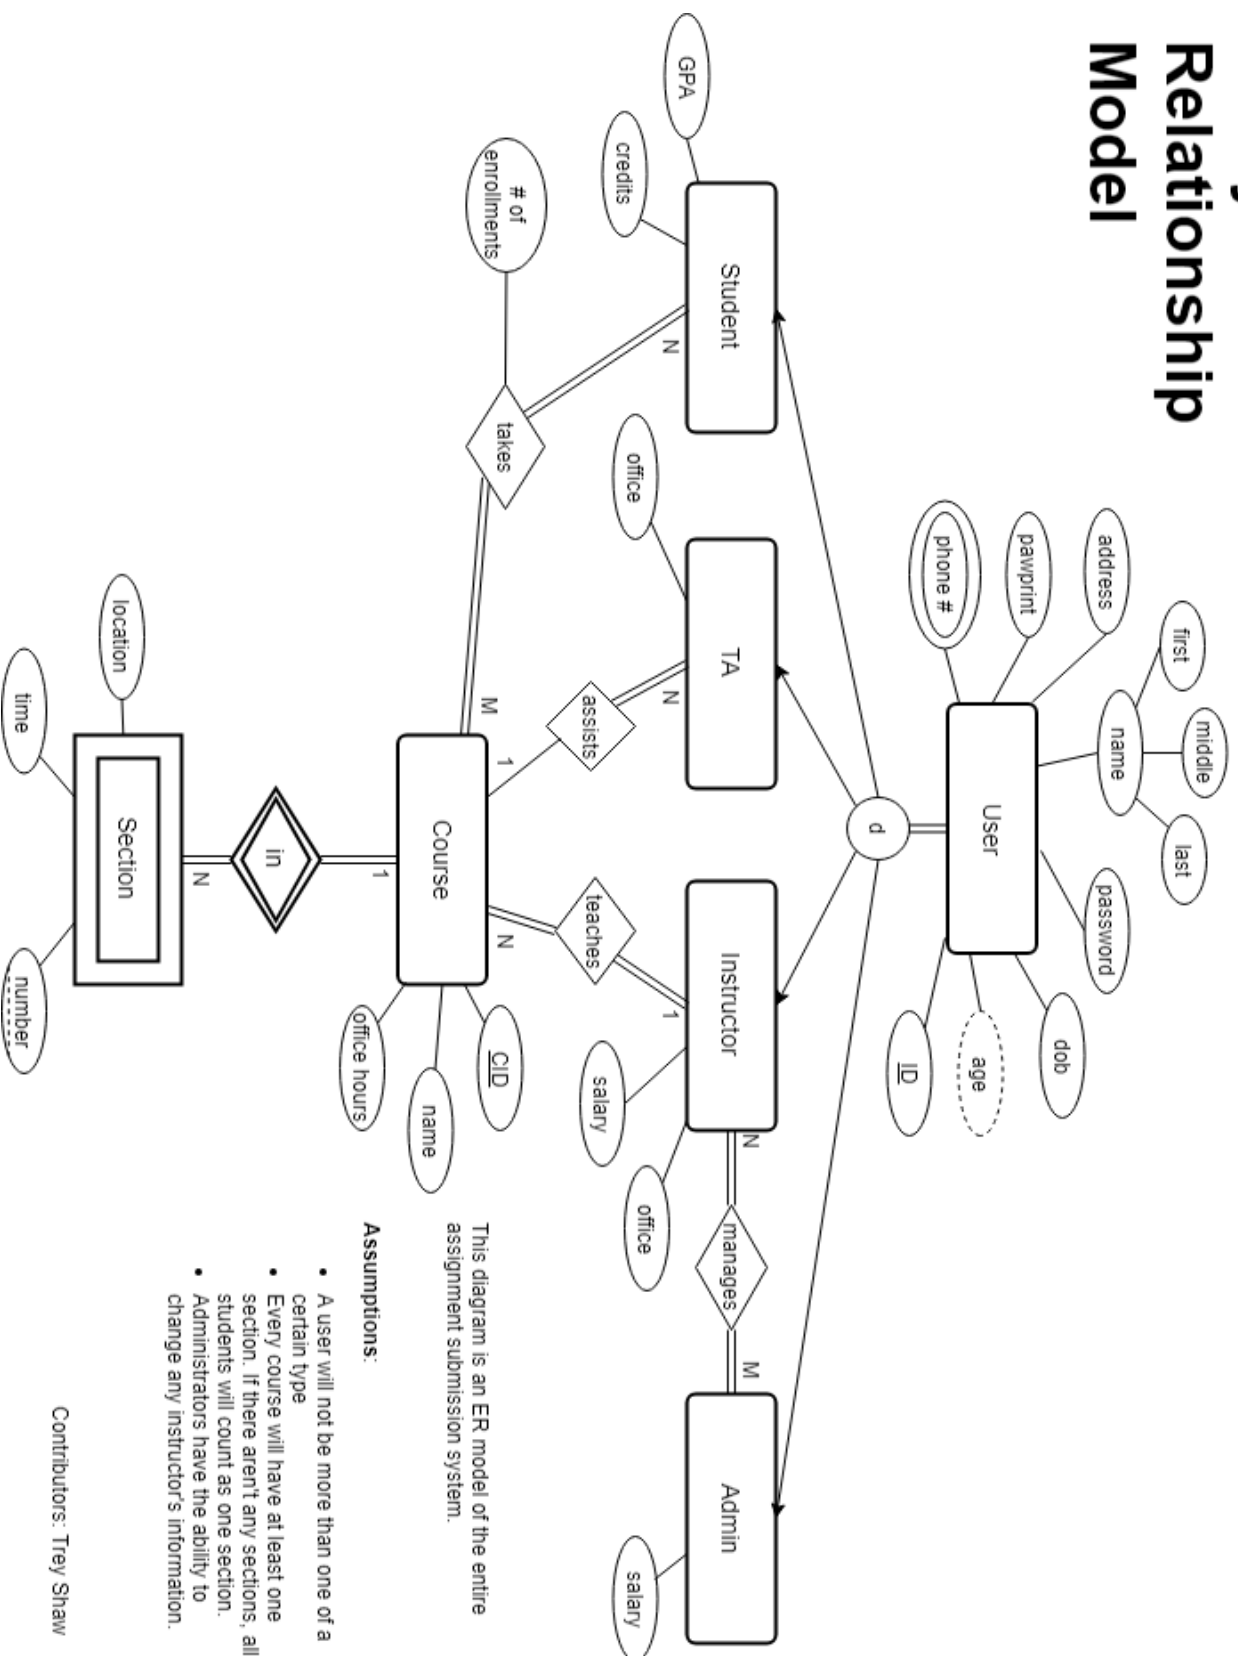 Relationship
Model
first
middle
last
address
name
password
pawprint
dob
phone #
User
age
ID
d
GPA
Student
TA
Instructor
Admin
credits
N
N
1
N
M
office
salary
office
salary
# of
enrollments
takes
assists
teaches
manages
M
1
N
Course
CID
name
office hours
1
in
N
location
Section
time
number
This diagram is an ER model of the entire
assignment submission system.
Assumptions:
• A user will not be more than one of a
certain type
• Every course will have at least one
section. If there aren't any sections, all
students will count as one section.
• Administrators have the ability to
change any instructor's information.
Contributors: Trey Shaw